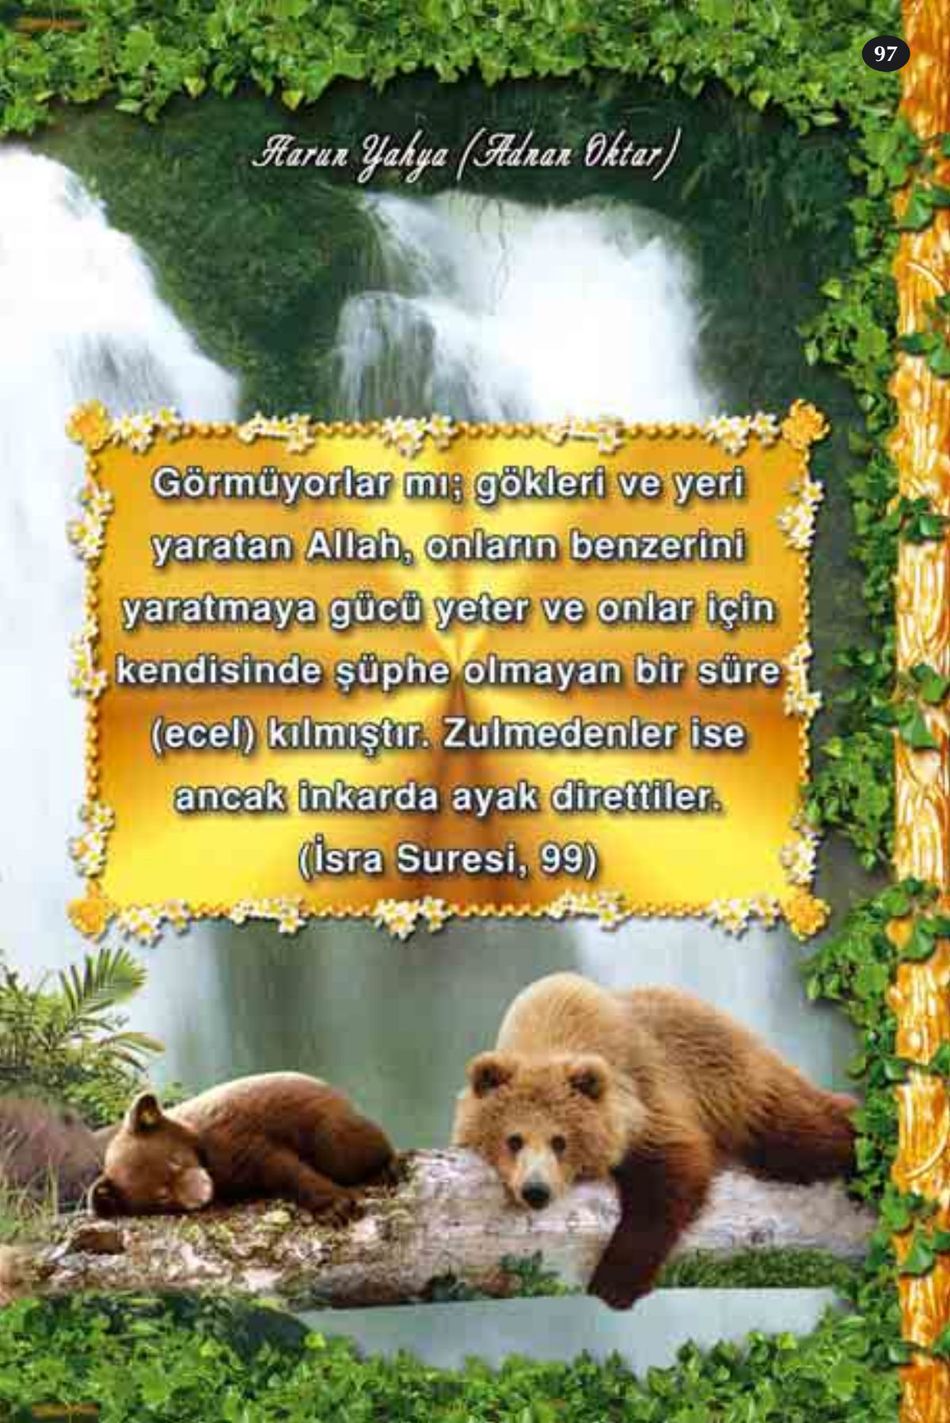 97
Harun Yahya (Adnan Oktar)
Görmüyorlar mı; gökleri ve yeri
yaratan Allah, onların benzerini
yaratmaya gücü yeter ve onlar için
kendisinde şüphe olmayan bir süre
(ecel) kılmıştır. Zulmedenler ise
ancak inkarda ayak direttiler.
(İsra Suresi, 99)